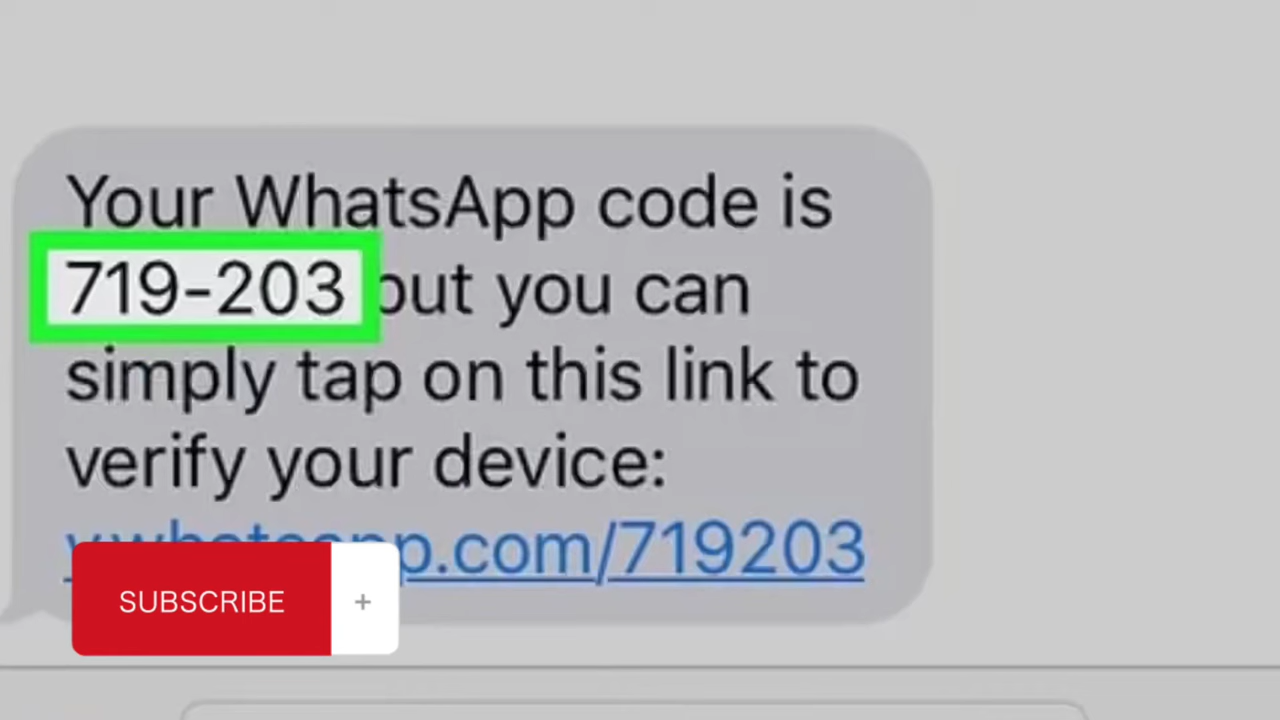 Your WhatsApp code is
719-203 but you can
simply tap on this link to
verify your device:
v.whatsapp.com/719203
SUBSCRIBE +